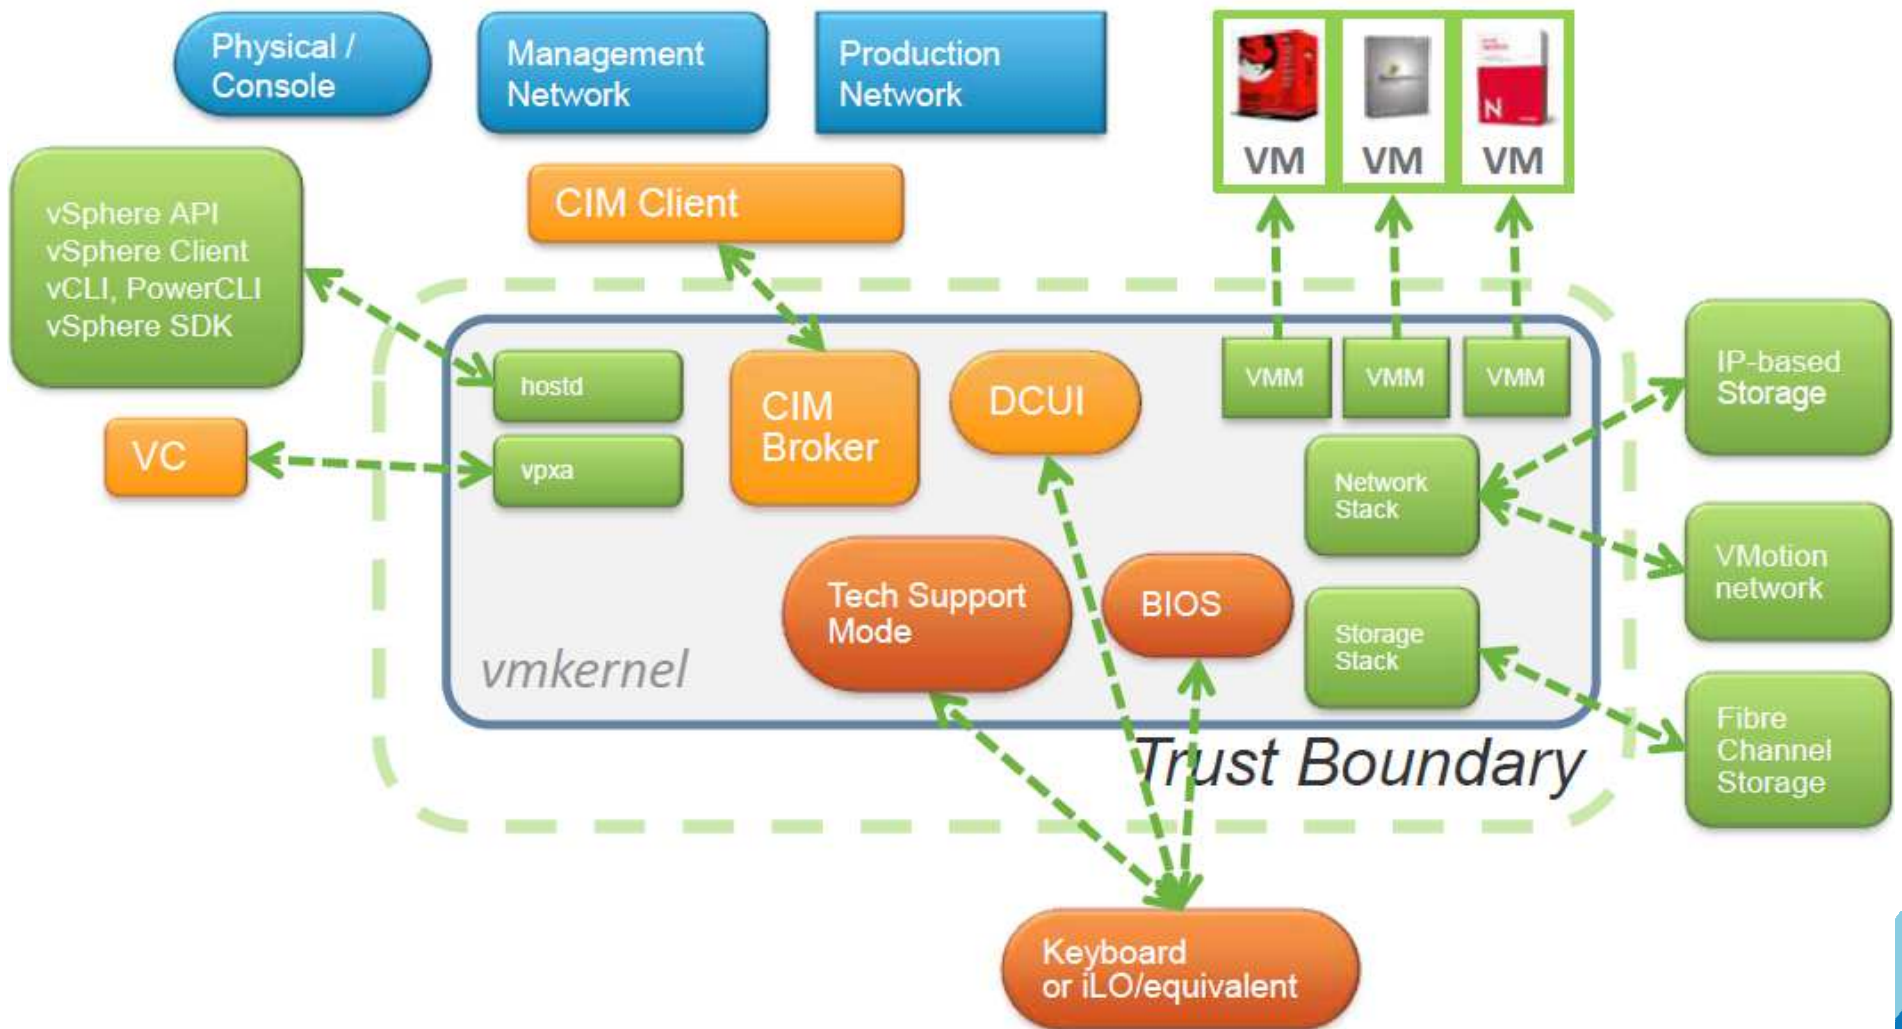 Physical /
Console
Management
Network
Production
Network
N
VM
VM
VM
CIM Client
vSphere API
vSphere Client
vCLI, PowerCLI
vSphere SDK
VC
hostd
vpxa
CIM
Broker
DCUI
VMM
VMM
VMM
Network
Stack
Storage
Stack
Tech Support
Mode
BIOS
vmkernel
Trust Boundary
IP-based
Storage
VMotion
network
Fibre
Channel
Storage
Keyboard
or iLO/equivalent